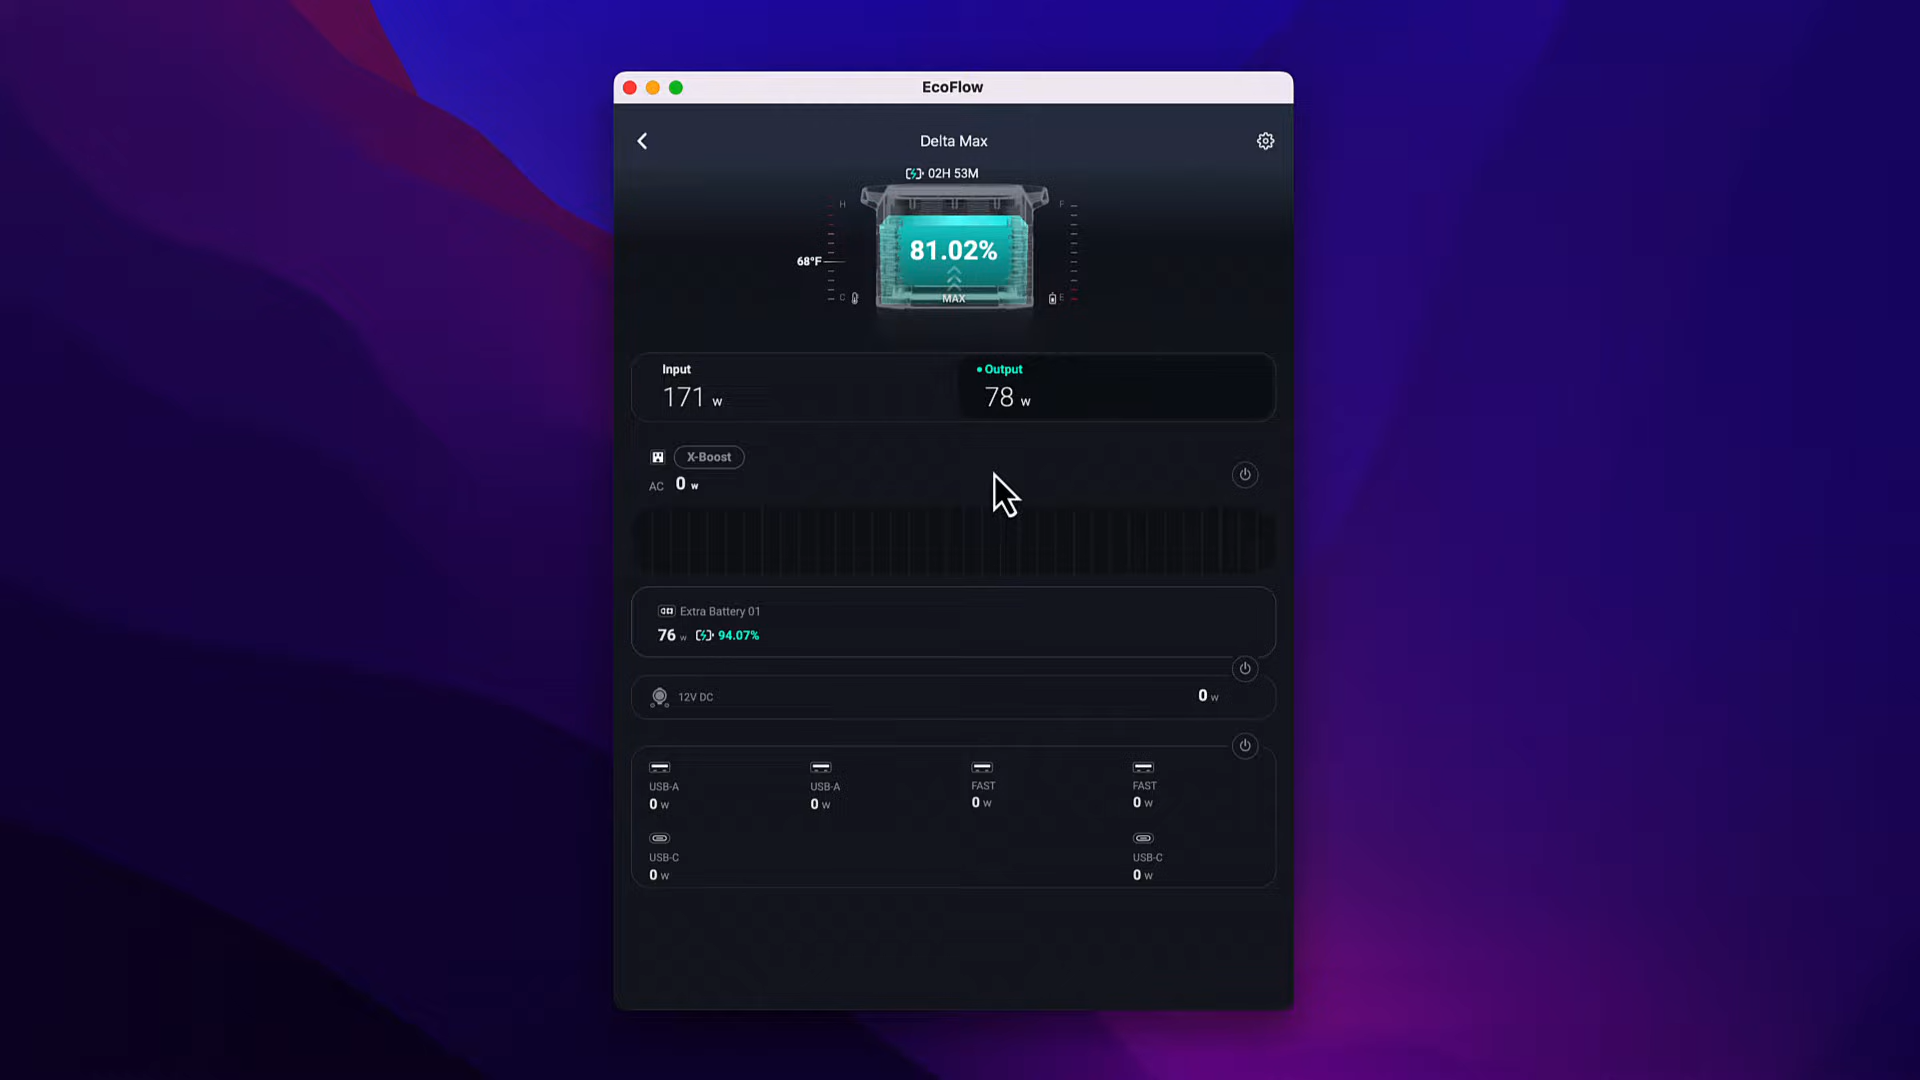 EcoFlow
Delta Max
02H 53M
H
F
81.02%
68°F
C
MAX
E
Input
Output
171 w
78 w
X-Boost
AC 0 w
Extra Battery 01
76 w 94.07%
12V DC
0 w
USB-A
USB-A
FAST
FAST
0 w
0 w
0 w
0 w
USB-C
USB-C
0 w
0 w